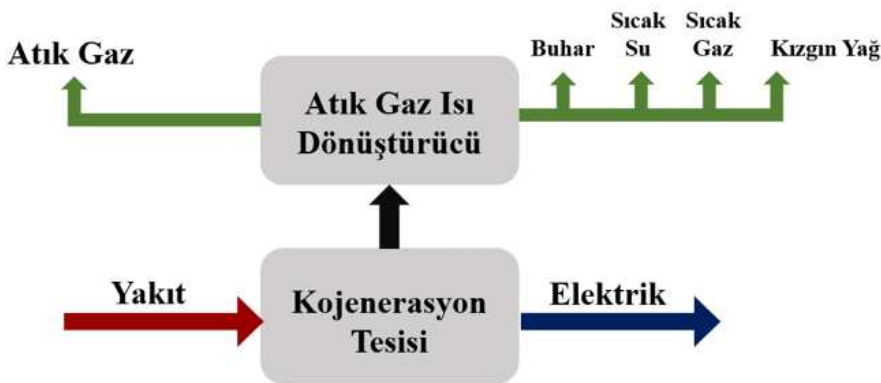 Atık Gaz
Atık Gaz Isı
Dönüştürücü
Buhar
Sıcak
Su
Sıcak
Gaz
Kızgın Yağ
Yakıt
Kojenerasyon
Tesisi
Elektrik